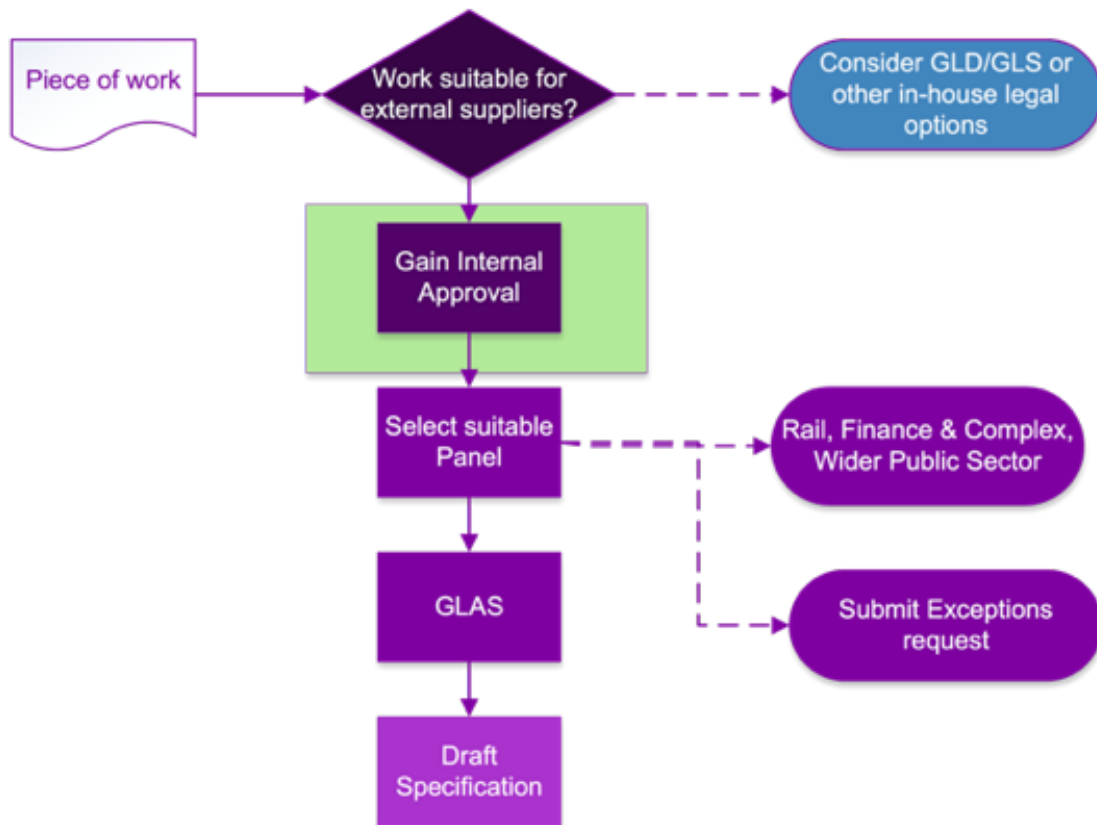 Piece of work
Work suitable for
external suppliers?
Consider GLD/GLS or
other in-house legal
options
Gain Internal
Approval
Select suitable
Panel
Rail, Finance & Complex,
Wider Public Sector
GLAS
Submit Exceptions
request
Draft
Specification